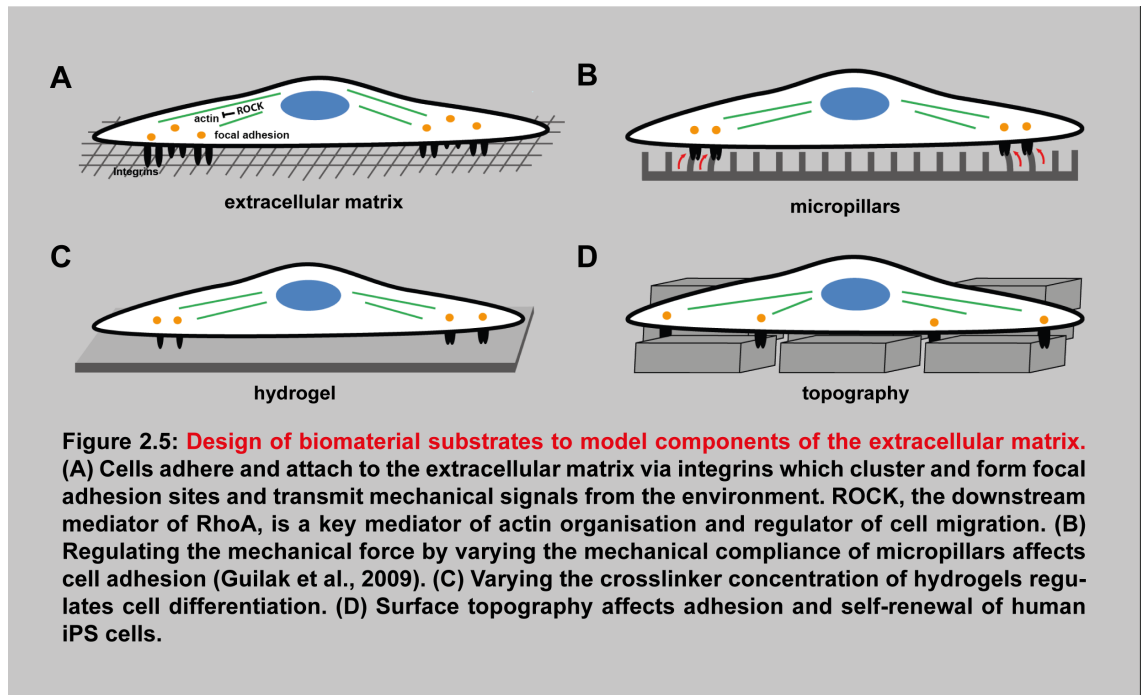 A
ROCK
actin
focal adhesion
Integrins
extracellular matrix
B
micropillars
C
hydrogel
D
topography
Figure 2.5: Design of biomaterial substrates to model components of the extracellular matrix.
(A) Cells adhere and attach to the extracellular matrix via integrins which cluster and form focal
adhesion sites and transmit mechanical signals from the environment. ROCK, the downstream
mediator of RhoA, is a key mediator of actin organisation and regulator of cell migration. (B)
Regulating the mechanical force by varying the mechanical compliance of micropillars affects
cell adhesion (Guilak et al., 2009). (C) Varying the crosslinker concentration of hydrogels regu-
lates cell differentiation. (D) Surface topography affects adhesion and self-renewal of human
iPS cells.